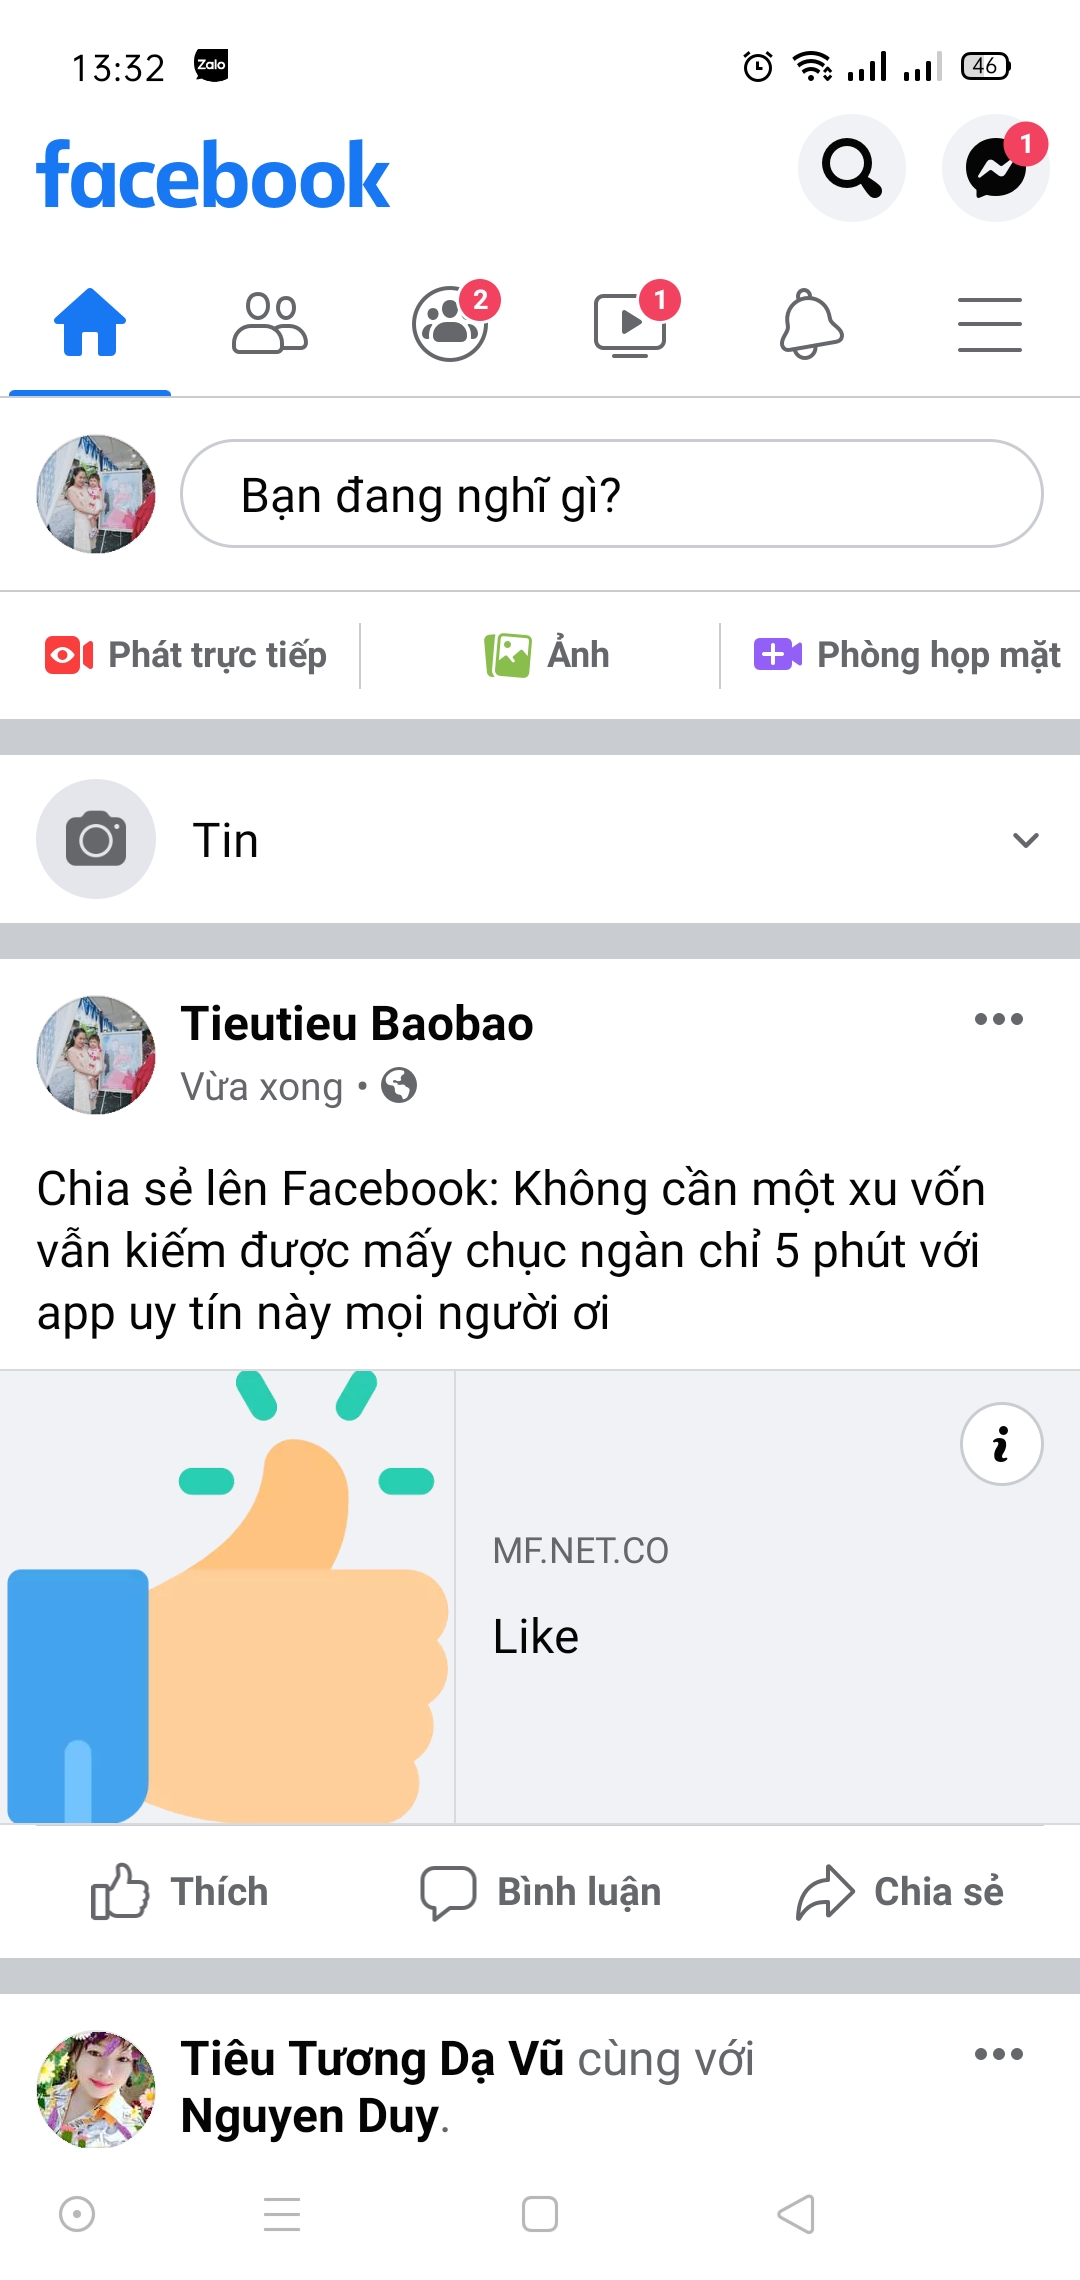 13:32
Zalo
46
facebook
1
2
1
Bạn đang nghĩ gì?
Phát trực tiếp
Ảnh
Phòng họp mặt
Tin
Tieutieu Baobao
Vừa xong •
Chia sẻ lên Facebook: Không cần một xu vốn
vẫn kiếm được mấy chục ngàn chỉ 5 phút với
app uy tín này mọi người ơi
MF.NET.CO
Like
Thích
Bình luận
Chia sẻ
Tiêu Tương Dạ Vũ cùng với
Nguyen Duy.